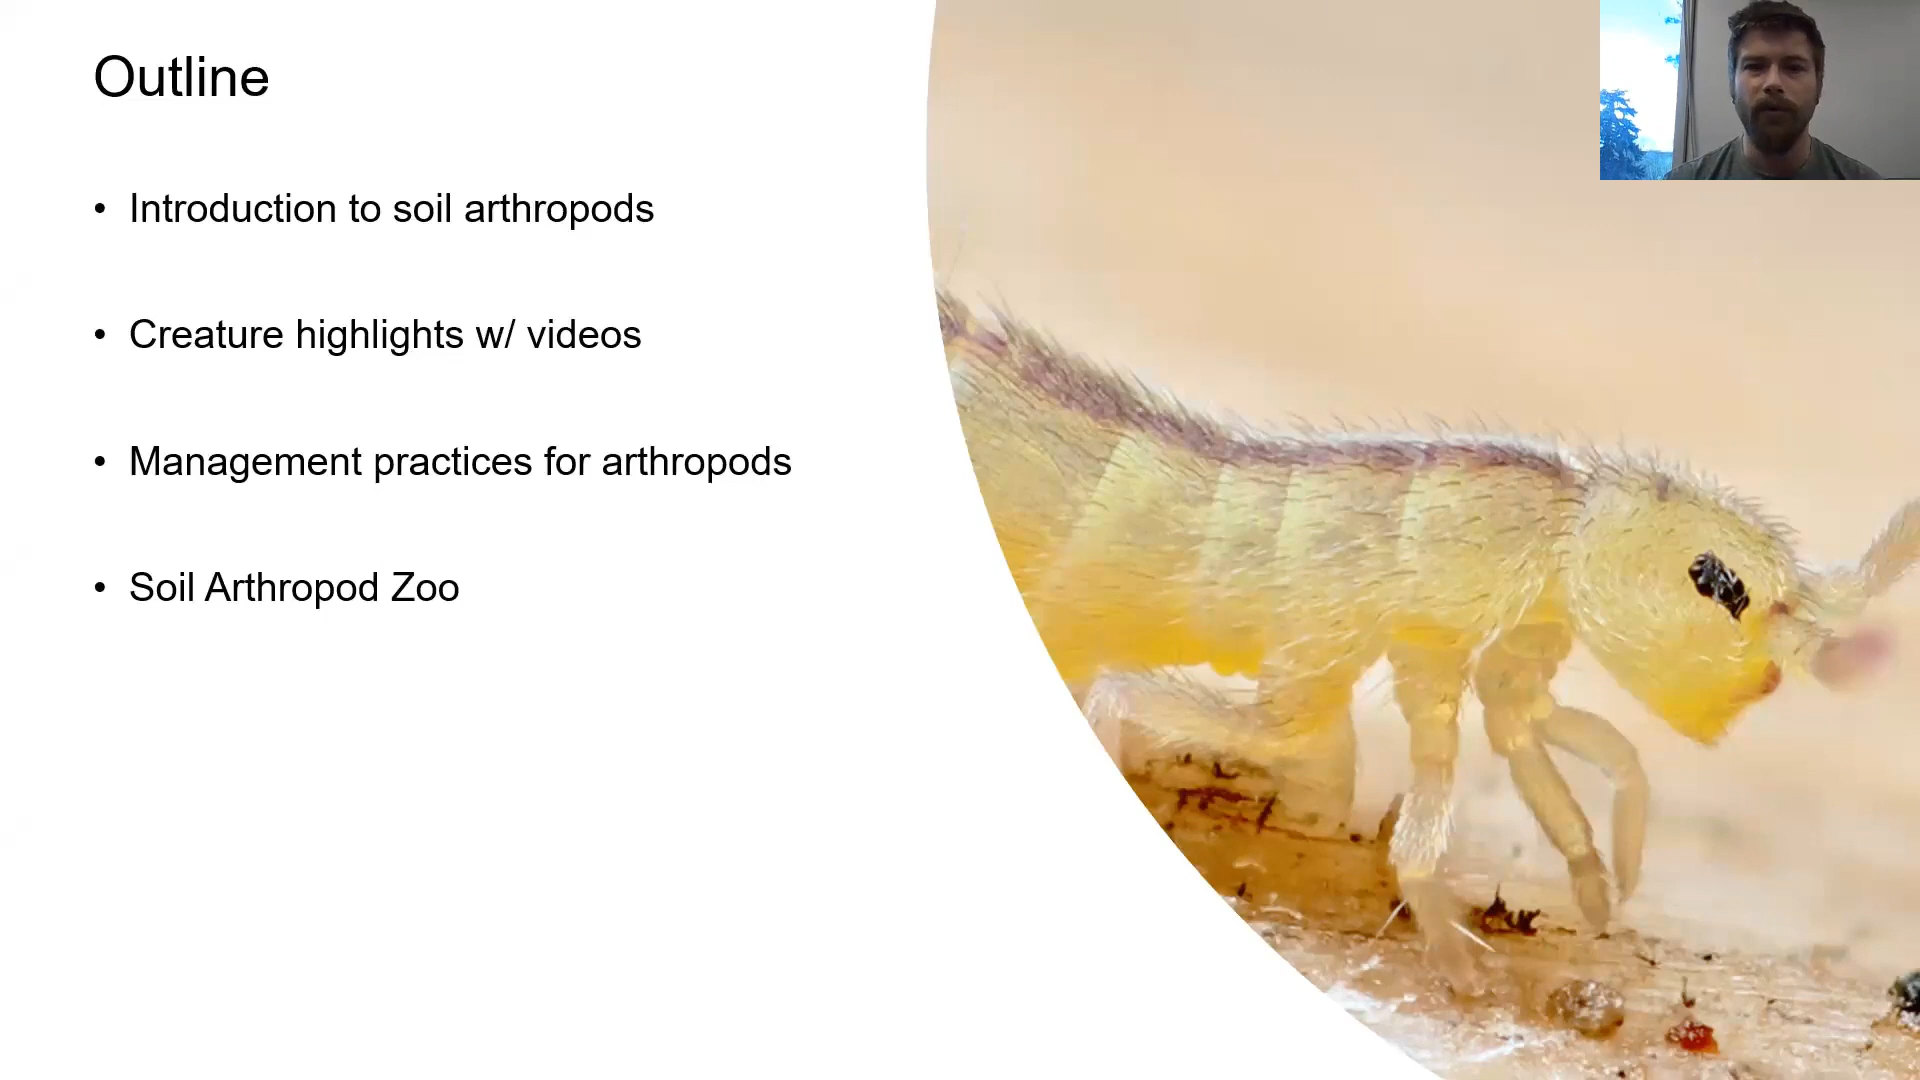 Outline
• Introduction to soil arthropods
• Creature highlights w/ videos
• Management practices for arthropods
• Soil Arthropod Zoo